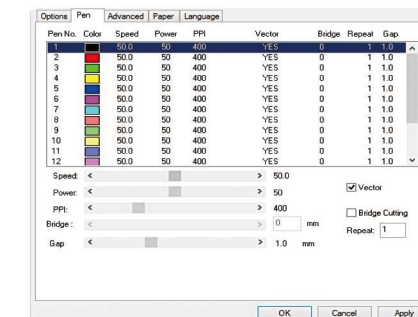 Options Pen Advanced Paper Language
Pen No. Color Speed Power PPI Vector Bridge Repeat Gap
1 50.0 50 400 YES 0 1 1.0
2 50.0 50 400 YES 0 1 1.0
3 50.0 50 400 YES 0 1 1.0
4 50.0 50 400 YES 0 1 1.0
5 50.0 50 400 YES 0 1 1.0
6 50.0 50 400 YES 0 1 1.0
7 50.0 50 400 YES 0 1 1.0
8 50.0 50 400 YES 0 1 1.0
9 50.0 50 400 YES 0 1 1.0
10 50.0 50 400 YES 0 1 1.0
11 50.0 50 400 YES 0 1 1.0
12 50.0 50 400 YES 0 1 1.0
Speed: 50.0
Power: 50 Vector
PPI: 400
Bridge Cutting
Bridge : 0 mm
Repeat: 1
Gap 1.0 mm
OK Cancel Apply